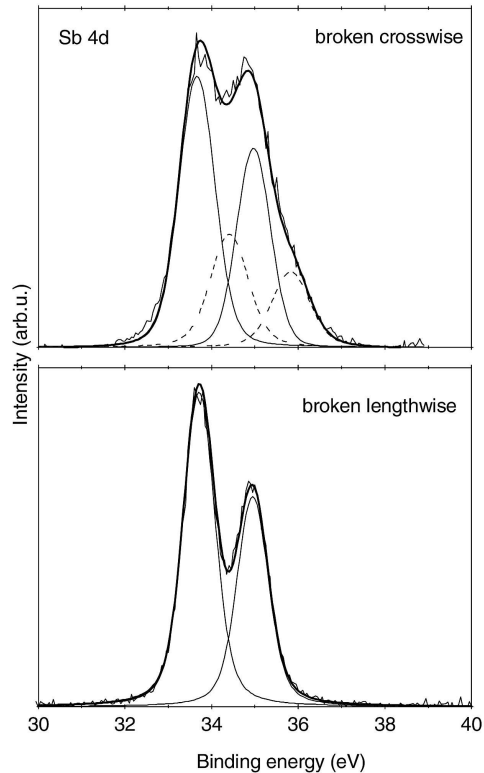 Sb 4d
broken crosswise
Intensity (arb.u.)
broken lengthwise
30 32 34 36 38 40
Binding energy (eV)